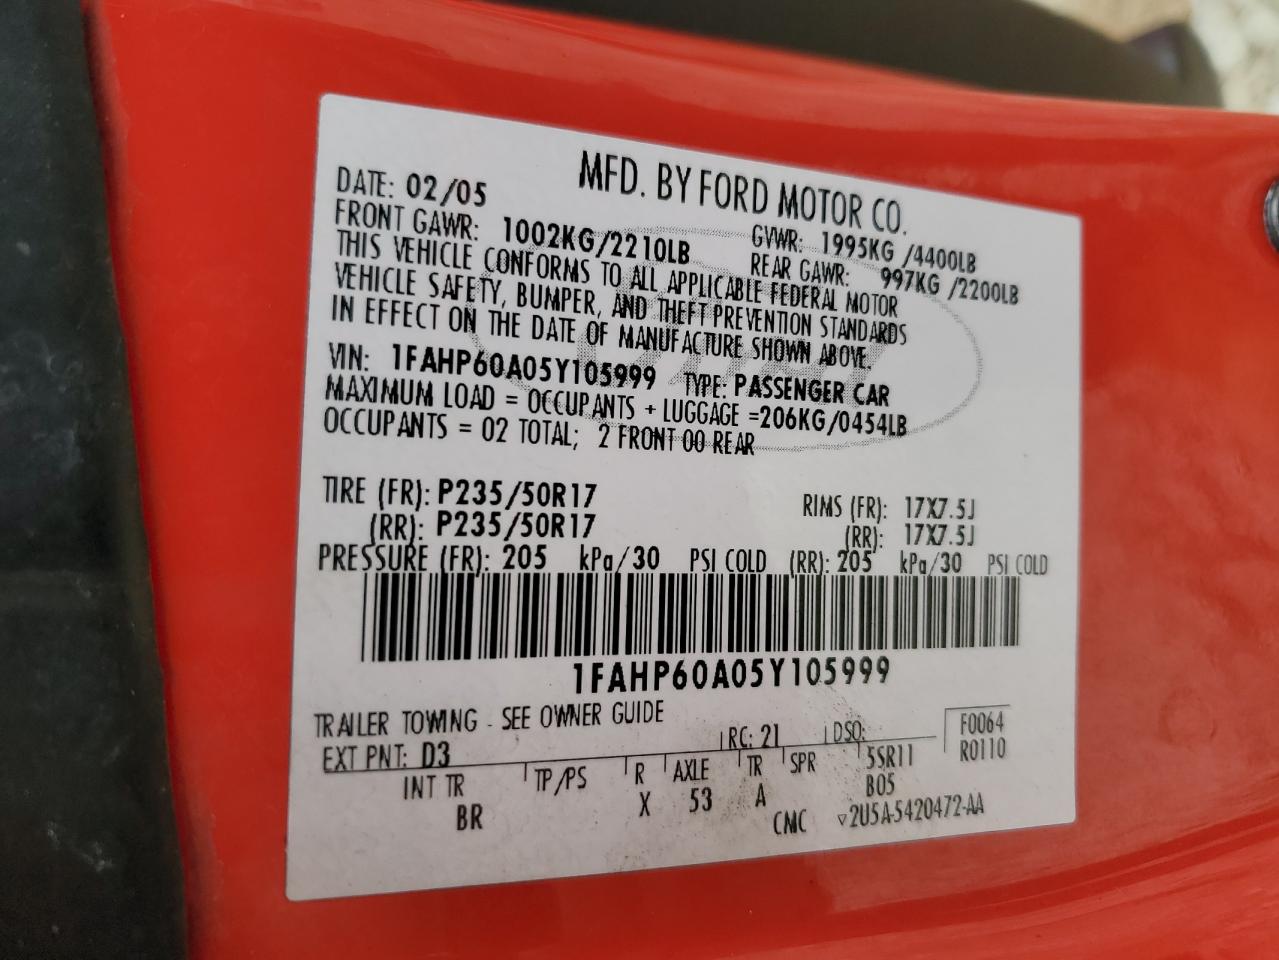 MFD. BY FORD MOTOR CO.
DATE: 02/05 GVWR: 1995KG /4400LB
FRONT GAWR: 1002KG/2210LB REAR GAWR: 997KG /2200LB
THIS VEHICLE CONFORMS TO ALL APPLICABLE FEDERAL MOTOR
VEHICLE SAFETY, BUMPER, AND THEFT PREVENTION STANDARDS
IN EFFECT ON THE DATE OF MANUFACTURE SHOWN ABOVE.
VIN: 1FAHP60A05Y105999 TYPE: PASSENGER CAR
MAXIMUM LOAD = OCCUPANTS + LUGGAGE =206KG/0454LB
OCCUPANTS = 02 TOTAL; 2 FRONT 00 REAR
TIRE (FR): P235/50R17 RIMS (FR): 17X7.5J
(RR): P235/50R17 (RR): 17X7.5J
PRESSURE (FR): 205 kPa/30 PSI COLD (RR): 205 kPa/30 PSI COLD
1FAHP60A05Y105999
TRAILER TOWING - SEE OWNER GUIDE
EXT PNT: D3 RC: 21 DSO: F0064
INT TR TP/PS R AXLE TR SPR 5SR11 R0110
BR X 53 A B05
CMC ▽2U5A-5420472-AA